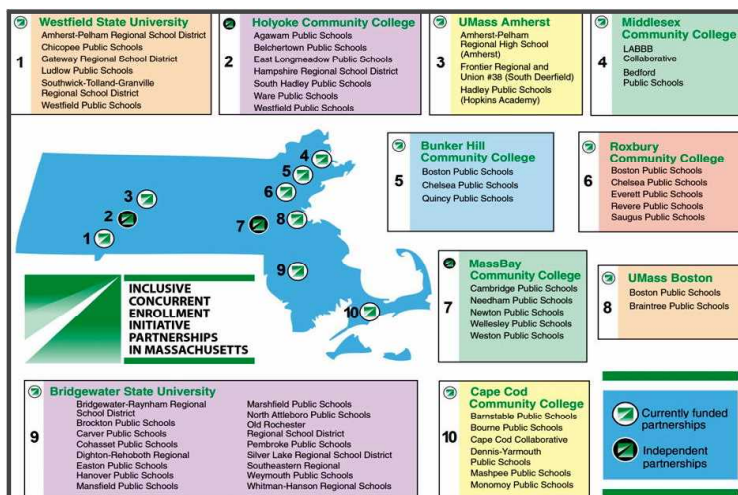 1
Westfield State University
Amherst-Pelham Regional School District
Chicopee Public Schools
Gateway Regional School District
Ludlow Public Schools
Southwick-Tolland-Granville
Regional School District
Westfield Public Schools
2
Holyoke Community College
Agawam Public Schools
Belchertown Public Schools
East Longmeadow Public Schools
Hampshire Regional School District
South Hadley Public Schools
Ware Public Schools
Westfield Public Schools
3
UMass Amherst
Amherst-Pelham
Regional High School
(Amherst)
Frontier Regional and
Union #38 (South Deerfield)
Hadley Public Schools
(Hopkins Academy)
4
Middlesex
Community College
LABBB
Collaborative
Bedford
Public Schools
4
5
6
3
2
7
8
1
9
10
5
Bunker Hill
Community College
Boston Public Schools
Chelsea Public Schools
Quincy Public Schools
6
Roxbury
Community College
Boston Public Schools
Chelsea Public Schools
Everett Public Schools
Revere Public Schools
Saugus Public Schools
7
MassBay
Community College
Cambridge Public Schools
Needham Public Schools
Newton Public Schools
Wellesley Public Schools
Weston Public Schools
8
UMass Boston
Boston Public Schools
Braintree Public Schools
INCLUSIVE
CONCURRENT
ENROLLMENT
INITIATIVE
PARTNERSHIPS
IN MASSACHUSETTS
9
Bridgewater State University
Bridgewater-Raynham Regional
School District
Brockton Public Schools
Carver Public Schools
Cohasset Public Schools
Dighton-Rehoboth Regional
Easton Public Schools
Hanover Public Schools
Mansfield Public Schools
Marshfield Public Schools
North Attleboro Public Schools
Old Rochester
Regional School District
Pembroke Public Schools
Silver Lake Regional School District
Southeastern Regional
Weymouth Public Schools
Whitman-Hanson Regional Schools
10
Cape Cod
Community College
Barnstable Public Schools
Bourne Public Schools
Cape Cod Collaborative
Dennis-Yarmouth
Public Schools
Mashpee Public Schools
Monomoy Public Schools
Currently funded
partnerships
Independent
partnerships